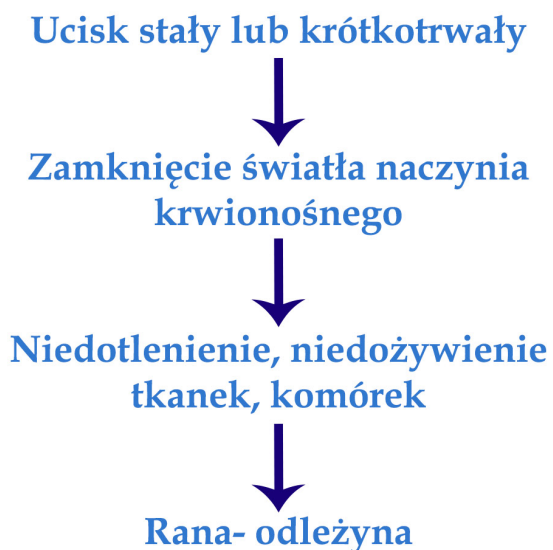 Ucisk stały lub krótkotrwały
Zamknięcie światła naczynia
krwionośnego
Niedotlenienie, niedożywienie
tkanek, komórek
Rana- odleżyna